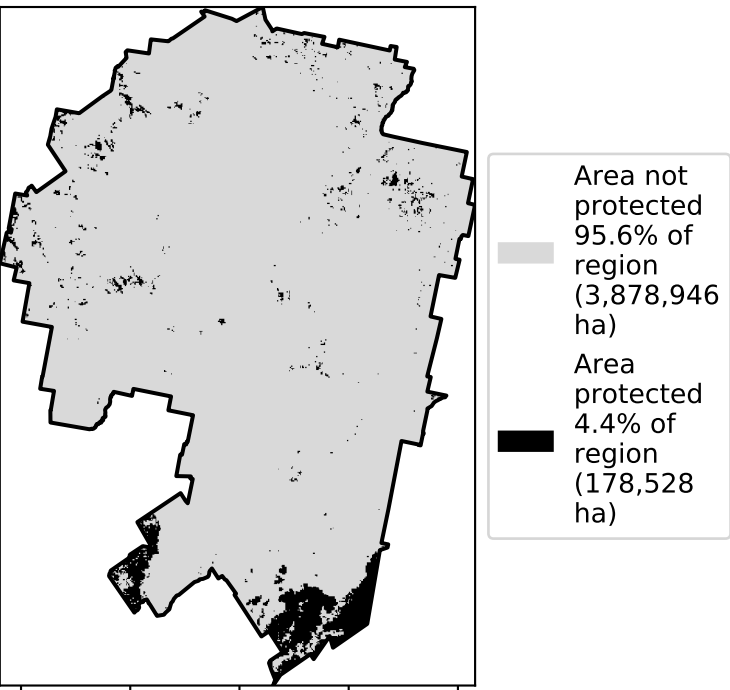 Area not
protected
95.6% of
region
(3,878,946
ha)
Area
protected
4.4% of
region
(178,528
ha)